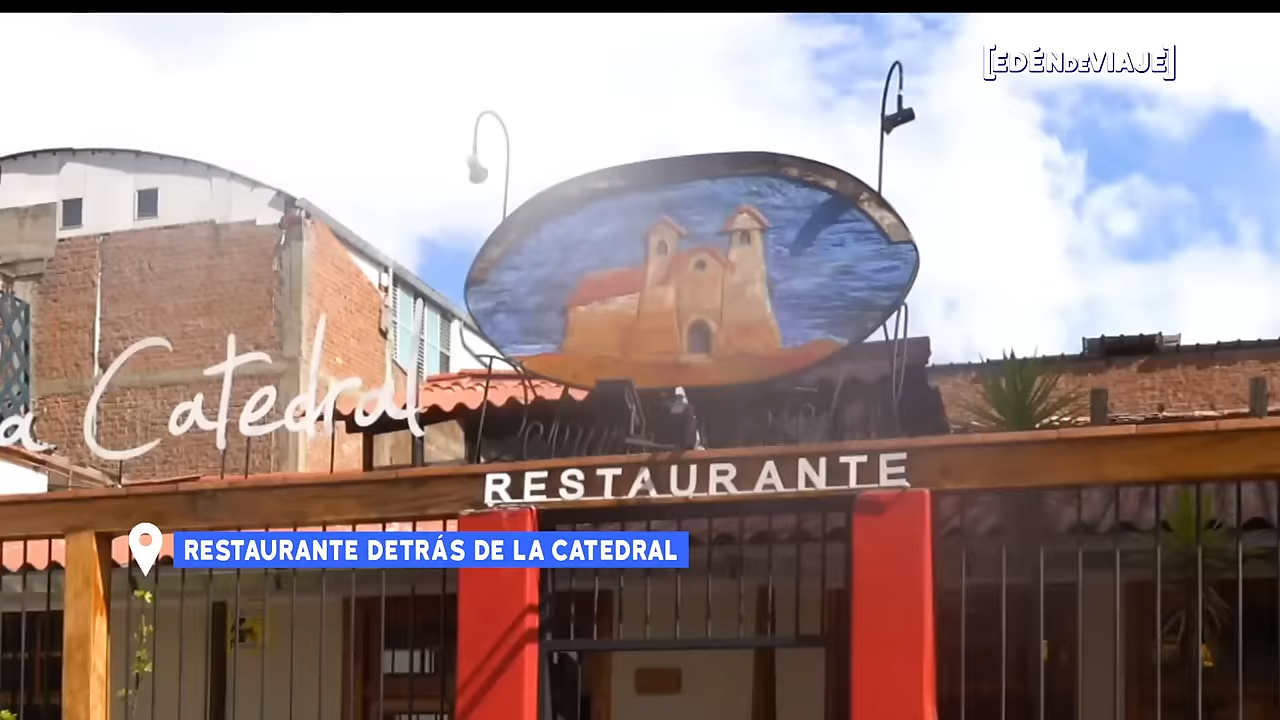 [EDÉNDEVIAJE]
a Catedral
RESTAURANTE
RESTAURANTE DETRÁS DE LA CATEDRAL